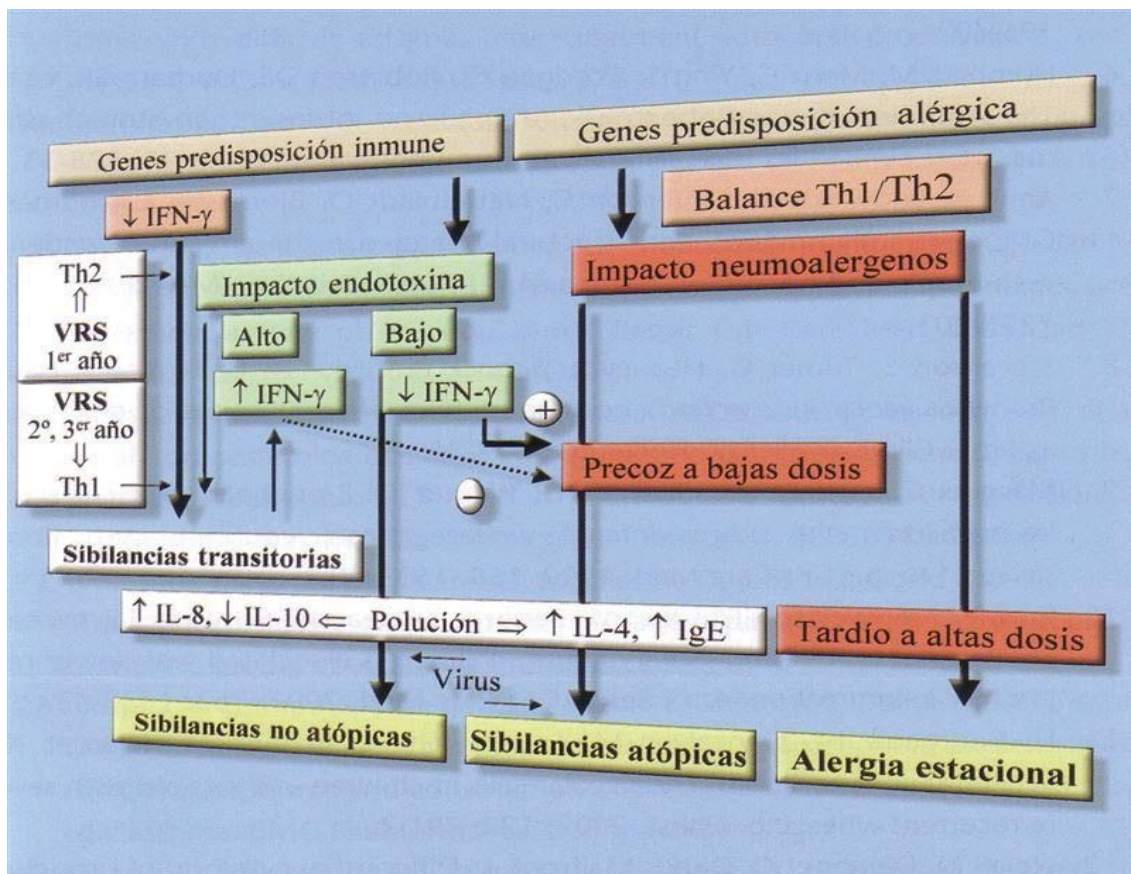 Genes predisposición inmune
Genes predisposición alérgica
↓ IFN-γ
Balance Th1/Th2
Th2
⇑
VRS
1er año
VRS
2º, 3er año
⇓
Th1
Impacto endotoxina
Impacto neumoalergenos
Alto
Bajo
↑ IFN-γ
↓ IFN-γ
+
Precoz a bajas dosis
−
Sibilancias transitorias
↑ IL-8, ↓ IL-10 ⇐ Polución ⇒ ↑ IL-4, ↑ IgE
Tardío a altas dosis
Virus
Sibilancias no atópicas
Sibilancias atópicas
Alergia estacional